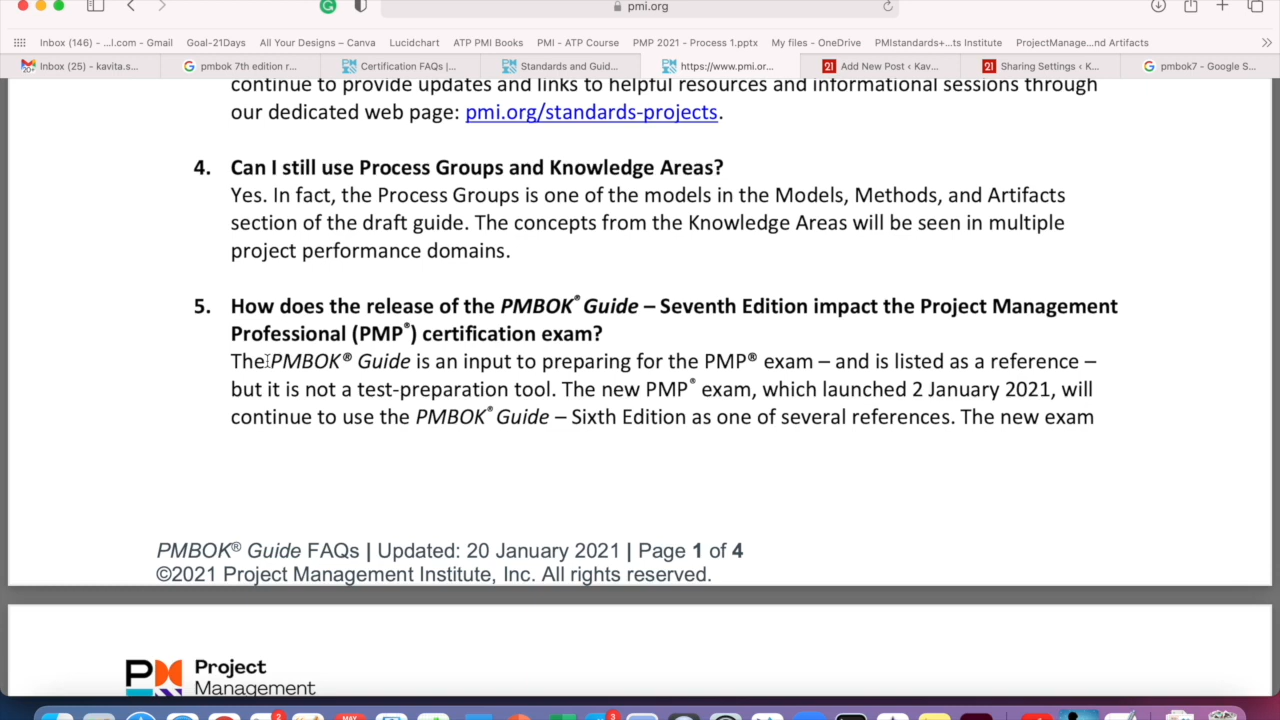 pmi.org
Inbox (146) - ...l.com - Gmail Goal-21Days All Your Designs – Canva Lucidchart ATP PMI Books PMI - ATP Course PMP 2021 - Process 1.pptx My files - OneDrive PMIstandards+...ts Institute ProjectManage...nd Artifacts
Inbox (25) - kavita.s... pmbok 7th edition r... Certification FAQs |... Standards and Guid... https://www.pmi.or... Add New Post ‹ Kav... Sharing Settings ‹ K... pmbok7 - Google S...
continue to provide updates and links to helpful resources and informational sessions through
our dedicated web page: pmi.org/standards-projects.
4. Can I still use Process Groups and Knowledge Areas?
Yes. In fact, the Process Groups is one of the models in the Models, Methods, and Artifacts
section of the draft guide. The concepts from the Knowledge Areas will be seen in multiple
project performance domains.
5. How does the release of the PMBOK® Guide – Seventh Edition impact the Project Management
Professional (PMP®) certification exam?
The PMBOK® Guide is an input to preparing for the PMP® exam – and is listed as a reference –
but it is not a test-preparation tool. The new PMP® exam, which launched 2 January 2021, will
continue to use the PMBOK® Guide – Sixth Edition as one of several references. The new exam
PMBOK® Guide FAQs | Updated: 20 January 2021 | Page 1 of 4
©2021 Project Management Institute, Inc. All rights reserved.
Project
Management
2 MAY 3